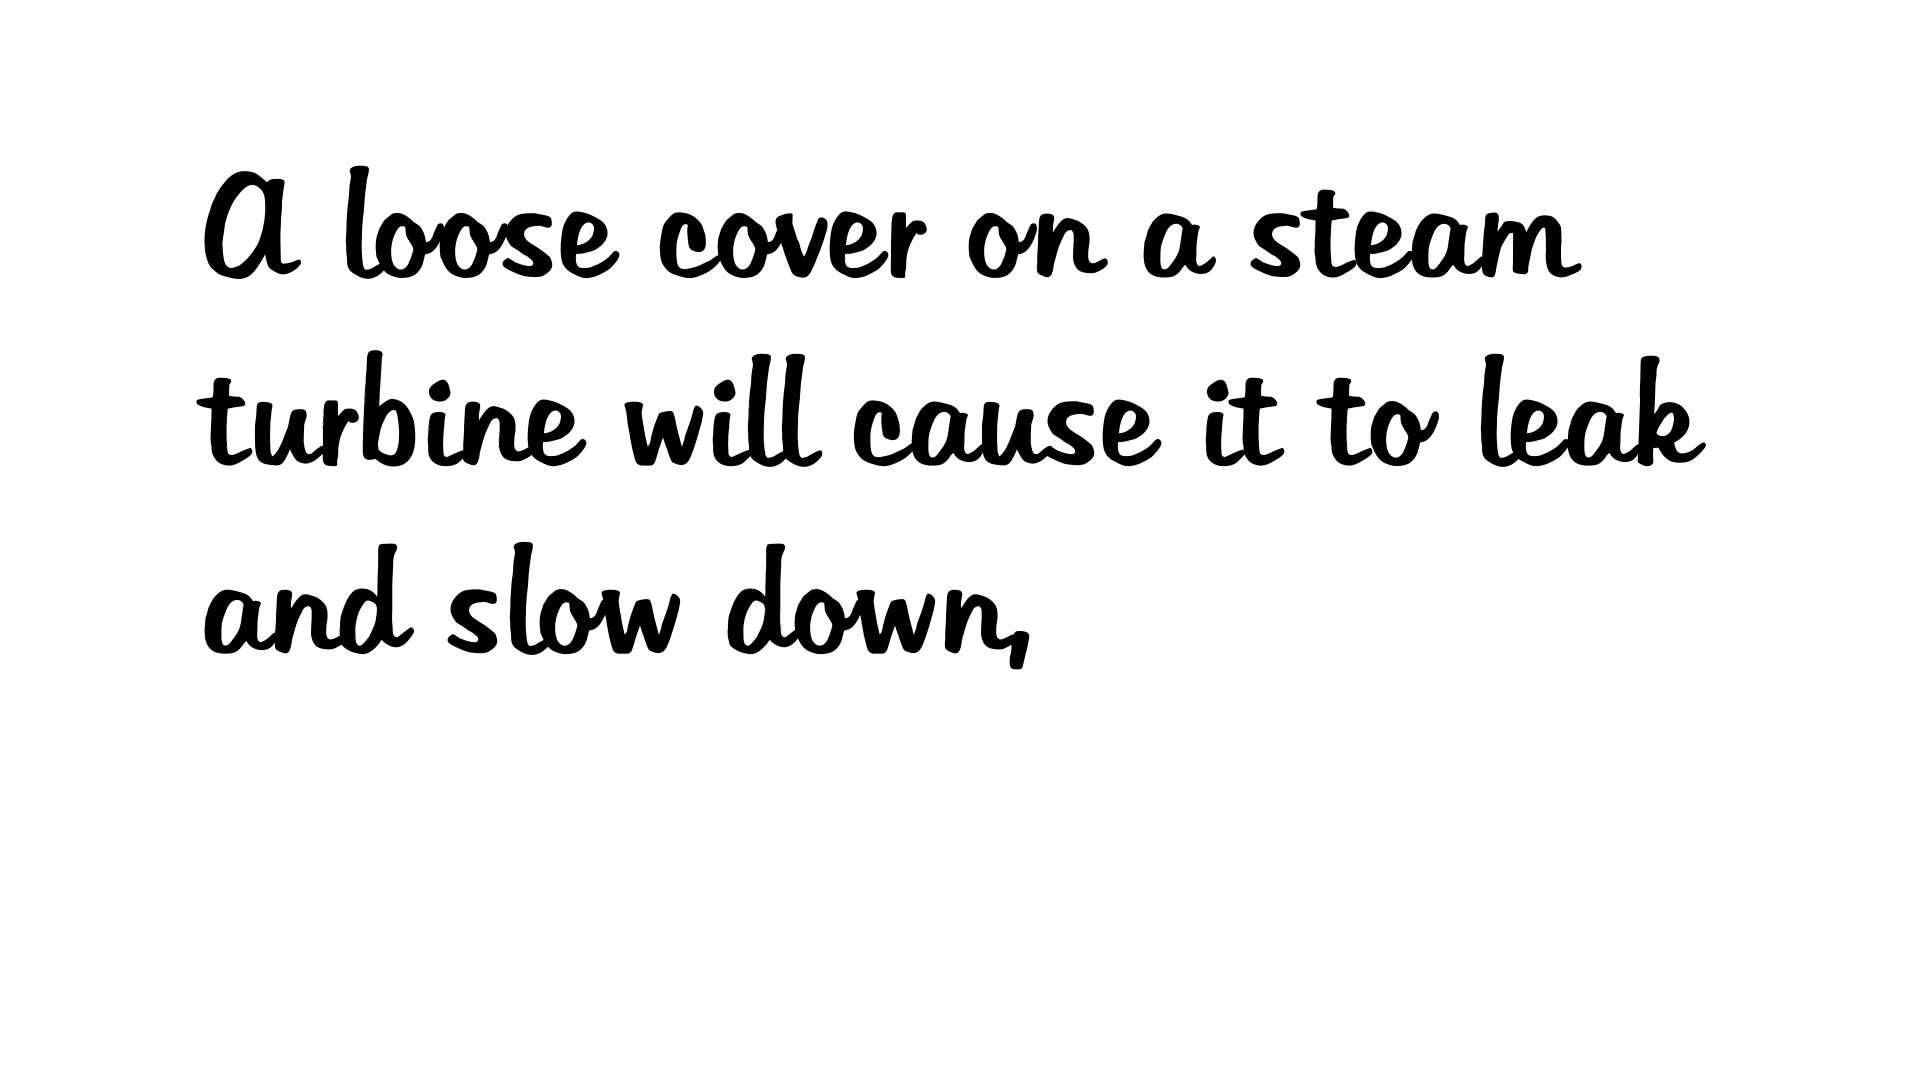 A loose cover on a steam
turbine will cause it to leak
and slow down,